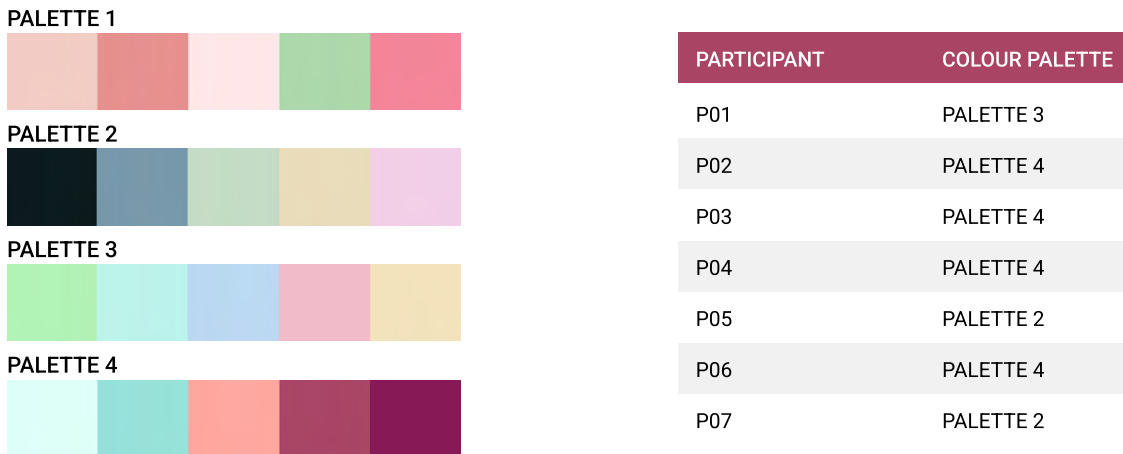 PALETTE 1
PALETTE 2
PALETTE 3
PALETTE 4
PARTICIPANT COLOUR PALETTE
P01 PALETTE 3
P02 PALETTE 4
P03 PALETTE 4
P04 PALETTE 4
P05 PALETTE 2
P06 PALETTE 4
P07 PALETTE 2